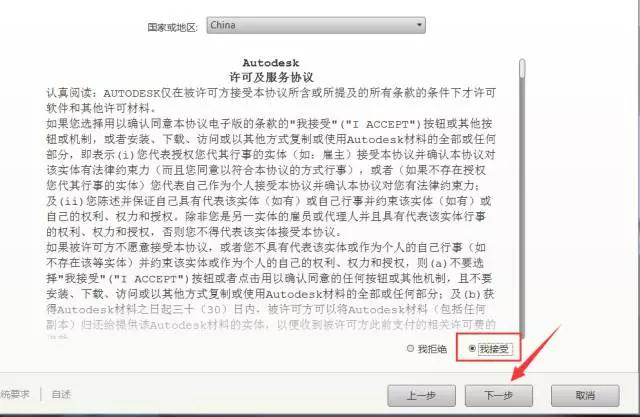 国家或地区: China
Autodesk
许可及服务协议
认真阅读: AUTODESK仅在被许可方接受本协议所含或所提及的所有条款的条件下才许可
软件和其他许可材料。
如果您选择用以确认同意本协议电子版的条款的"我接受"("I ACCEPT")按钮或其他按
钮或机制, 或者安装、下载、访问或以其他方式复制或使用Autodesk材料的全部或任何
部分, 即表示(i)您代表授权您代其行事的实体(如: 雇主)接受本协议并确认本协议对
该实体有法律约束力(而且您同意以符合本协议的方式行事), 或者(如果不存在授权
您代其行事的实体)您代表自己作为个人接受本协议并确认本协议对您有法律约束力;
及(ii)您陈述并保证自己具有代表该实体(如有)或自己行事并约束该实体(如有)或
自己的权利、权力和授权。除非您是另一实体的雇员或代理人并且具有代表该实体行事
的权利、权力和授权, 否则您不得代表该实体接受本协议。
如果被许可方不愿意接受本协议, 或者您不具有代表该实体或作为个人的自己行事(如
不存在该等实体)并约束该实体或作为个人的自己的权利、权力和授权, 则(a)不要选
择"我接受"("I ACCEPT")按钮或者点击用以确认同意的任何按钮或其他机制, 且不要
安装、下载、访问或以其他方式复制或使用Autodesk材料的全部或任何部分; 及(b)获
得Autodesk材料之日起三十(30)日内, 被许可方可以将Autodesk材料(包括任何
副本)归还给提供该Autodesk材料的实体, 以便收到被许可方此前支付的相关许可费的
我拒绝 我接受
统要求 | 自述 上一步 下一步 取消